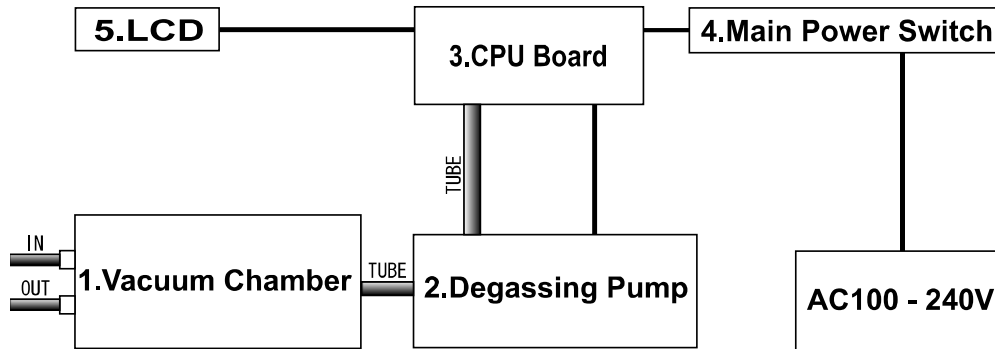 5.LCD
3.CPU Board
4.Main Power Switch
TUBE
IN
OUT
1.Vacuum Chamber
TUBE
2.Degassing Pump
AC100 - 240V